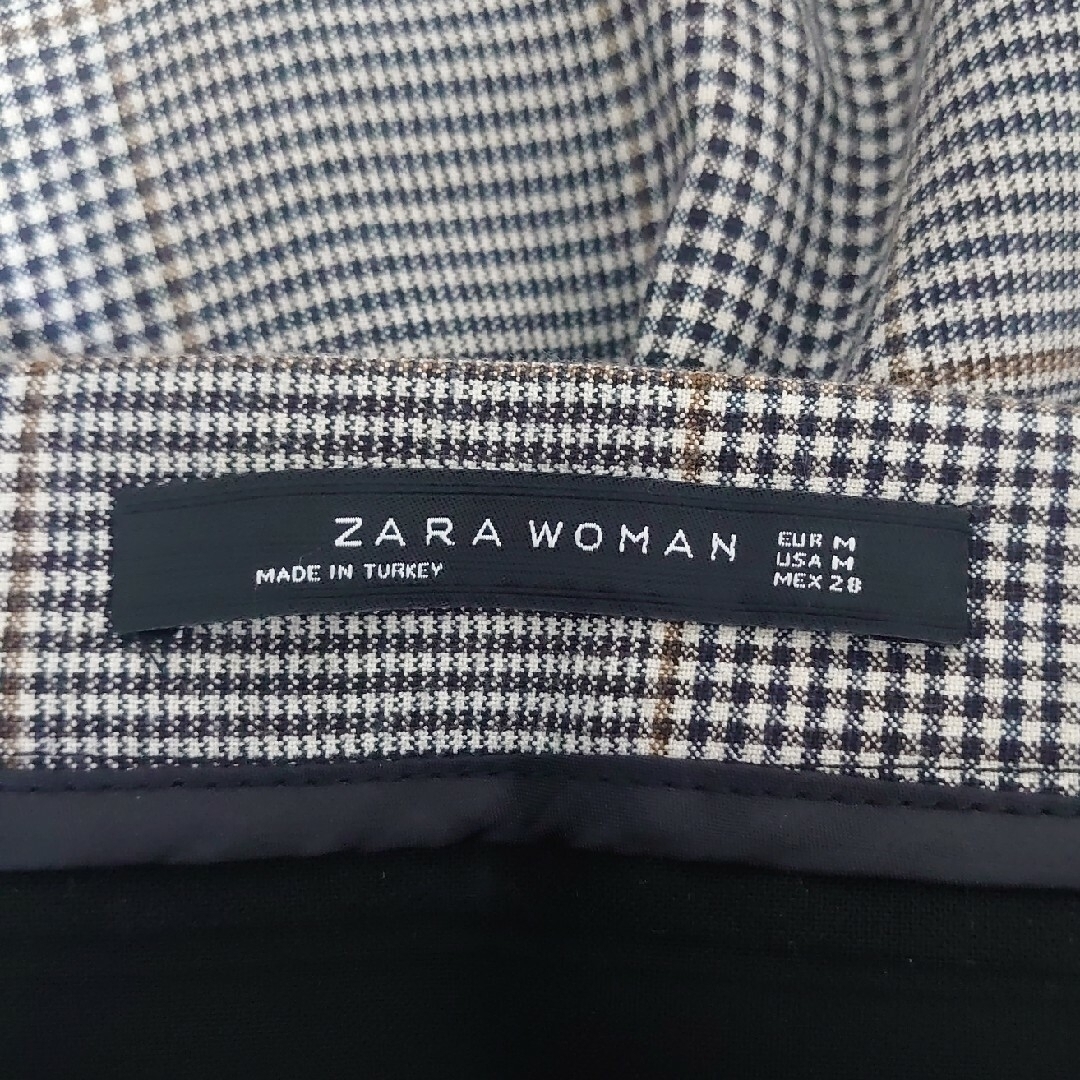 ZARA WOMAN
MADE IN TURKEY
EUR M
USA M
MEX 28